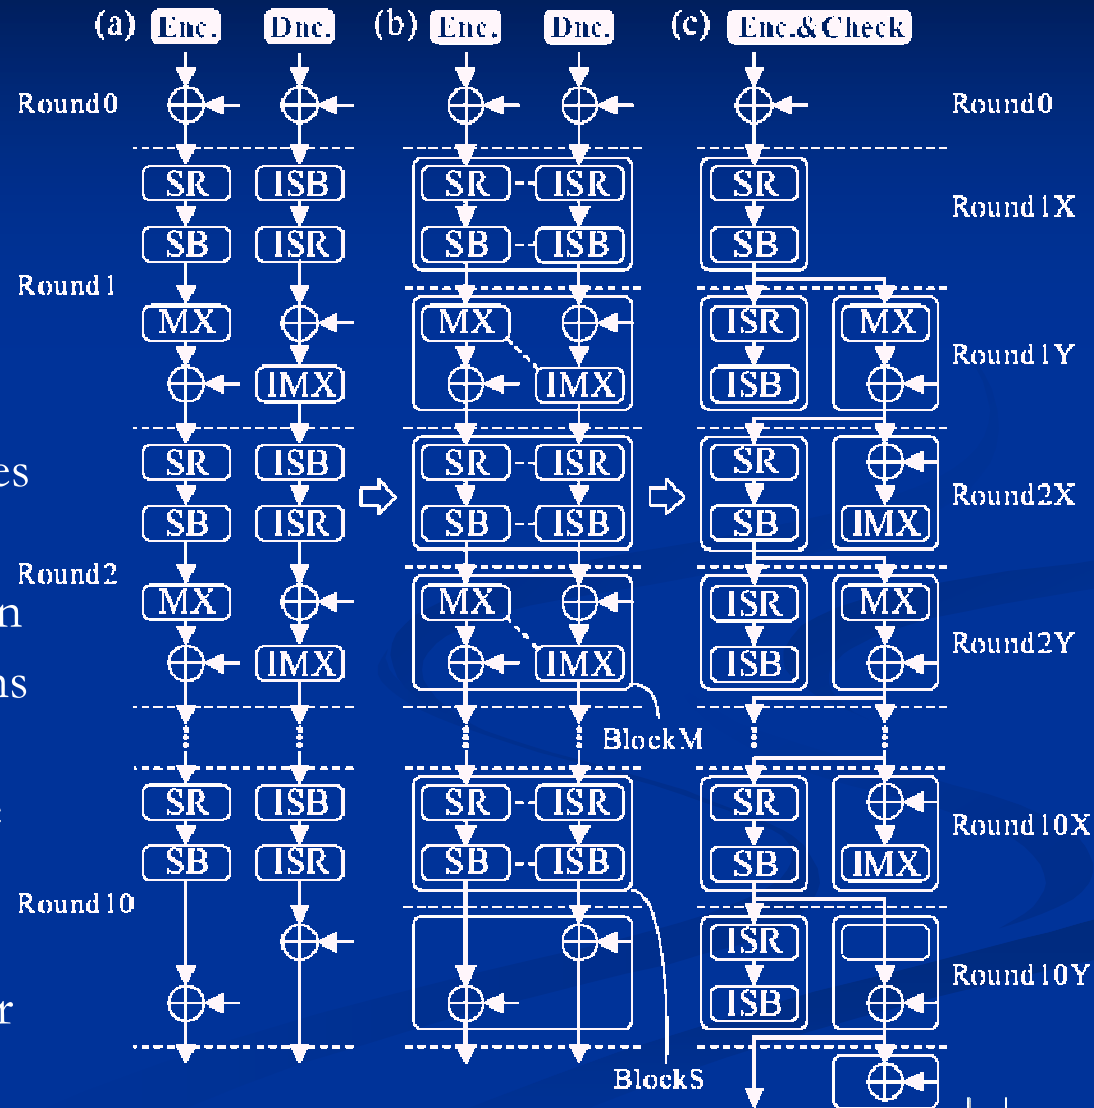 (a) Enc. Dnc. (b) Enc. Dnc. (c) Enc.&Check
Round0 Round0
SR ISB SR ISR SR
Round1X
SB ISR SB ISB SB
Round1
MX MX ISR MX
Round1Y
IMX IMX ISB
SR ISB SR ISR SR
es
Round2X
SB ISR SB ISB SB IMX
Round2
MX MX ISR MX
n
Round2Y
IMX IMX ISB
ns
BlockM
SR ISB SR ISR SR
Round10X
SB ISR SB ISB SB IMX
Round10
ISR
Round10Y
ISB
r
BlockS